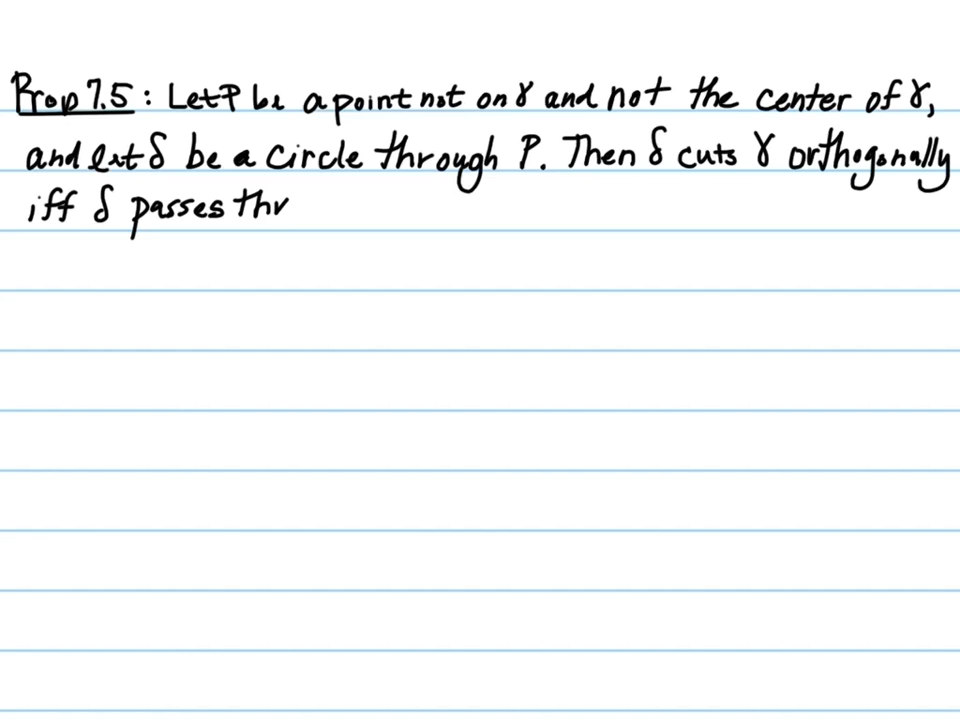 Prop 7.5: Let P be a point not on γ and not the center of γ,
and let δ be a circle through P. Then δ cuts γ orthogonally
iff δ passes thr